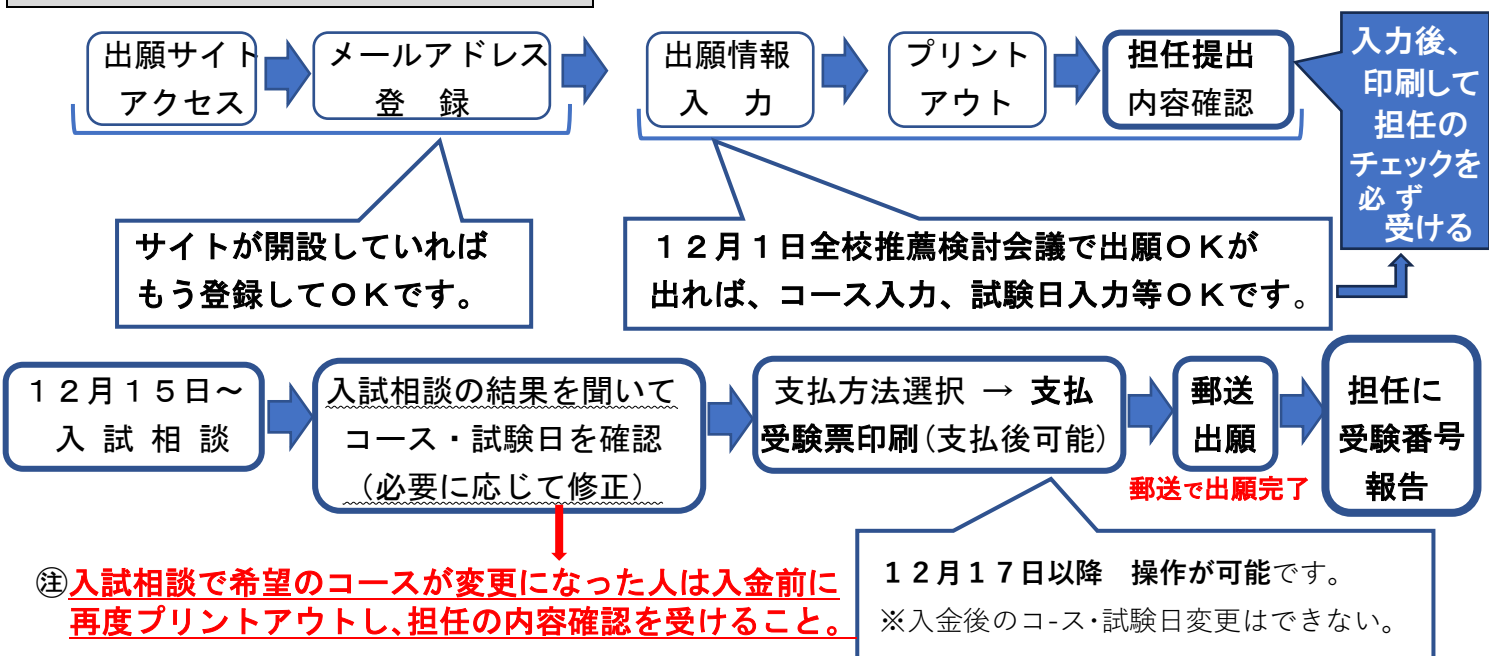 出願サイト
アクセス
メールアドレス
登　録
出願情報
入　力
プリント
アウト
担任提出
内容確認
入力後、
印刷して
担任の
チェックを
必 ず
受ける
サイトが開設していれば
もう登録してＯＫです。
１２月１日全校推薦検討会議で出願ＯＫが
出れば、コース入力、試験日入力等ＯＫです。
１２月１５日～
入 試 相 談
入試相談の結果を聞いて
コース・試験日を確認
（必要に応じて修正）
支払方法選択 → 支払
受験票印刷(支払後可能)
郵送
出願
郵送で出願完了
担任に
受験番号
報告
㊟入試相談で希望のコースが変更になった人は入金前に
再度プリントアウトし、担任の内容確認を受けること。
１２月１７日以降　操作が可能です。
※入金後のコ-ス・試験日変更はできない。